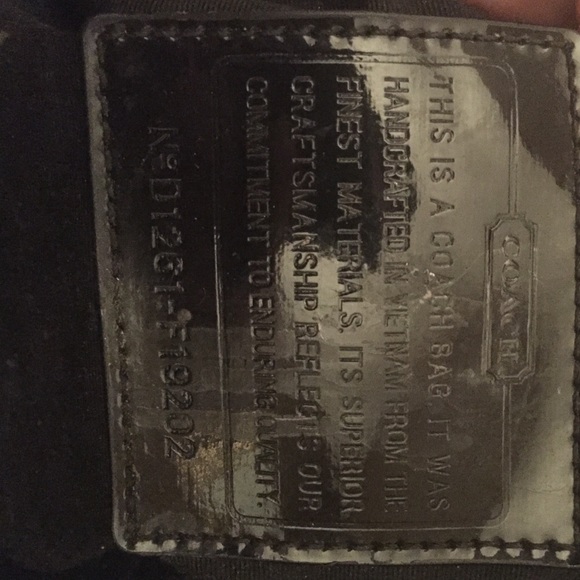 COACH
THIS IS A COACH BAG. IT WAS
HANDCRAFTED IN VIETNAM FROM THE
FINEST MATERIALS. ITS SUPERIOR
CRAFTSMANSHIP REFLECTS OUR
COMMITMENT TO ENDURING QUALITY.
Nº D1261-F19202